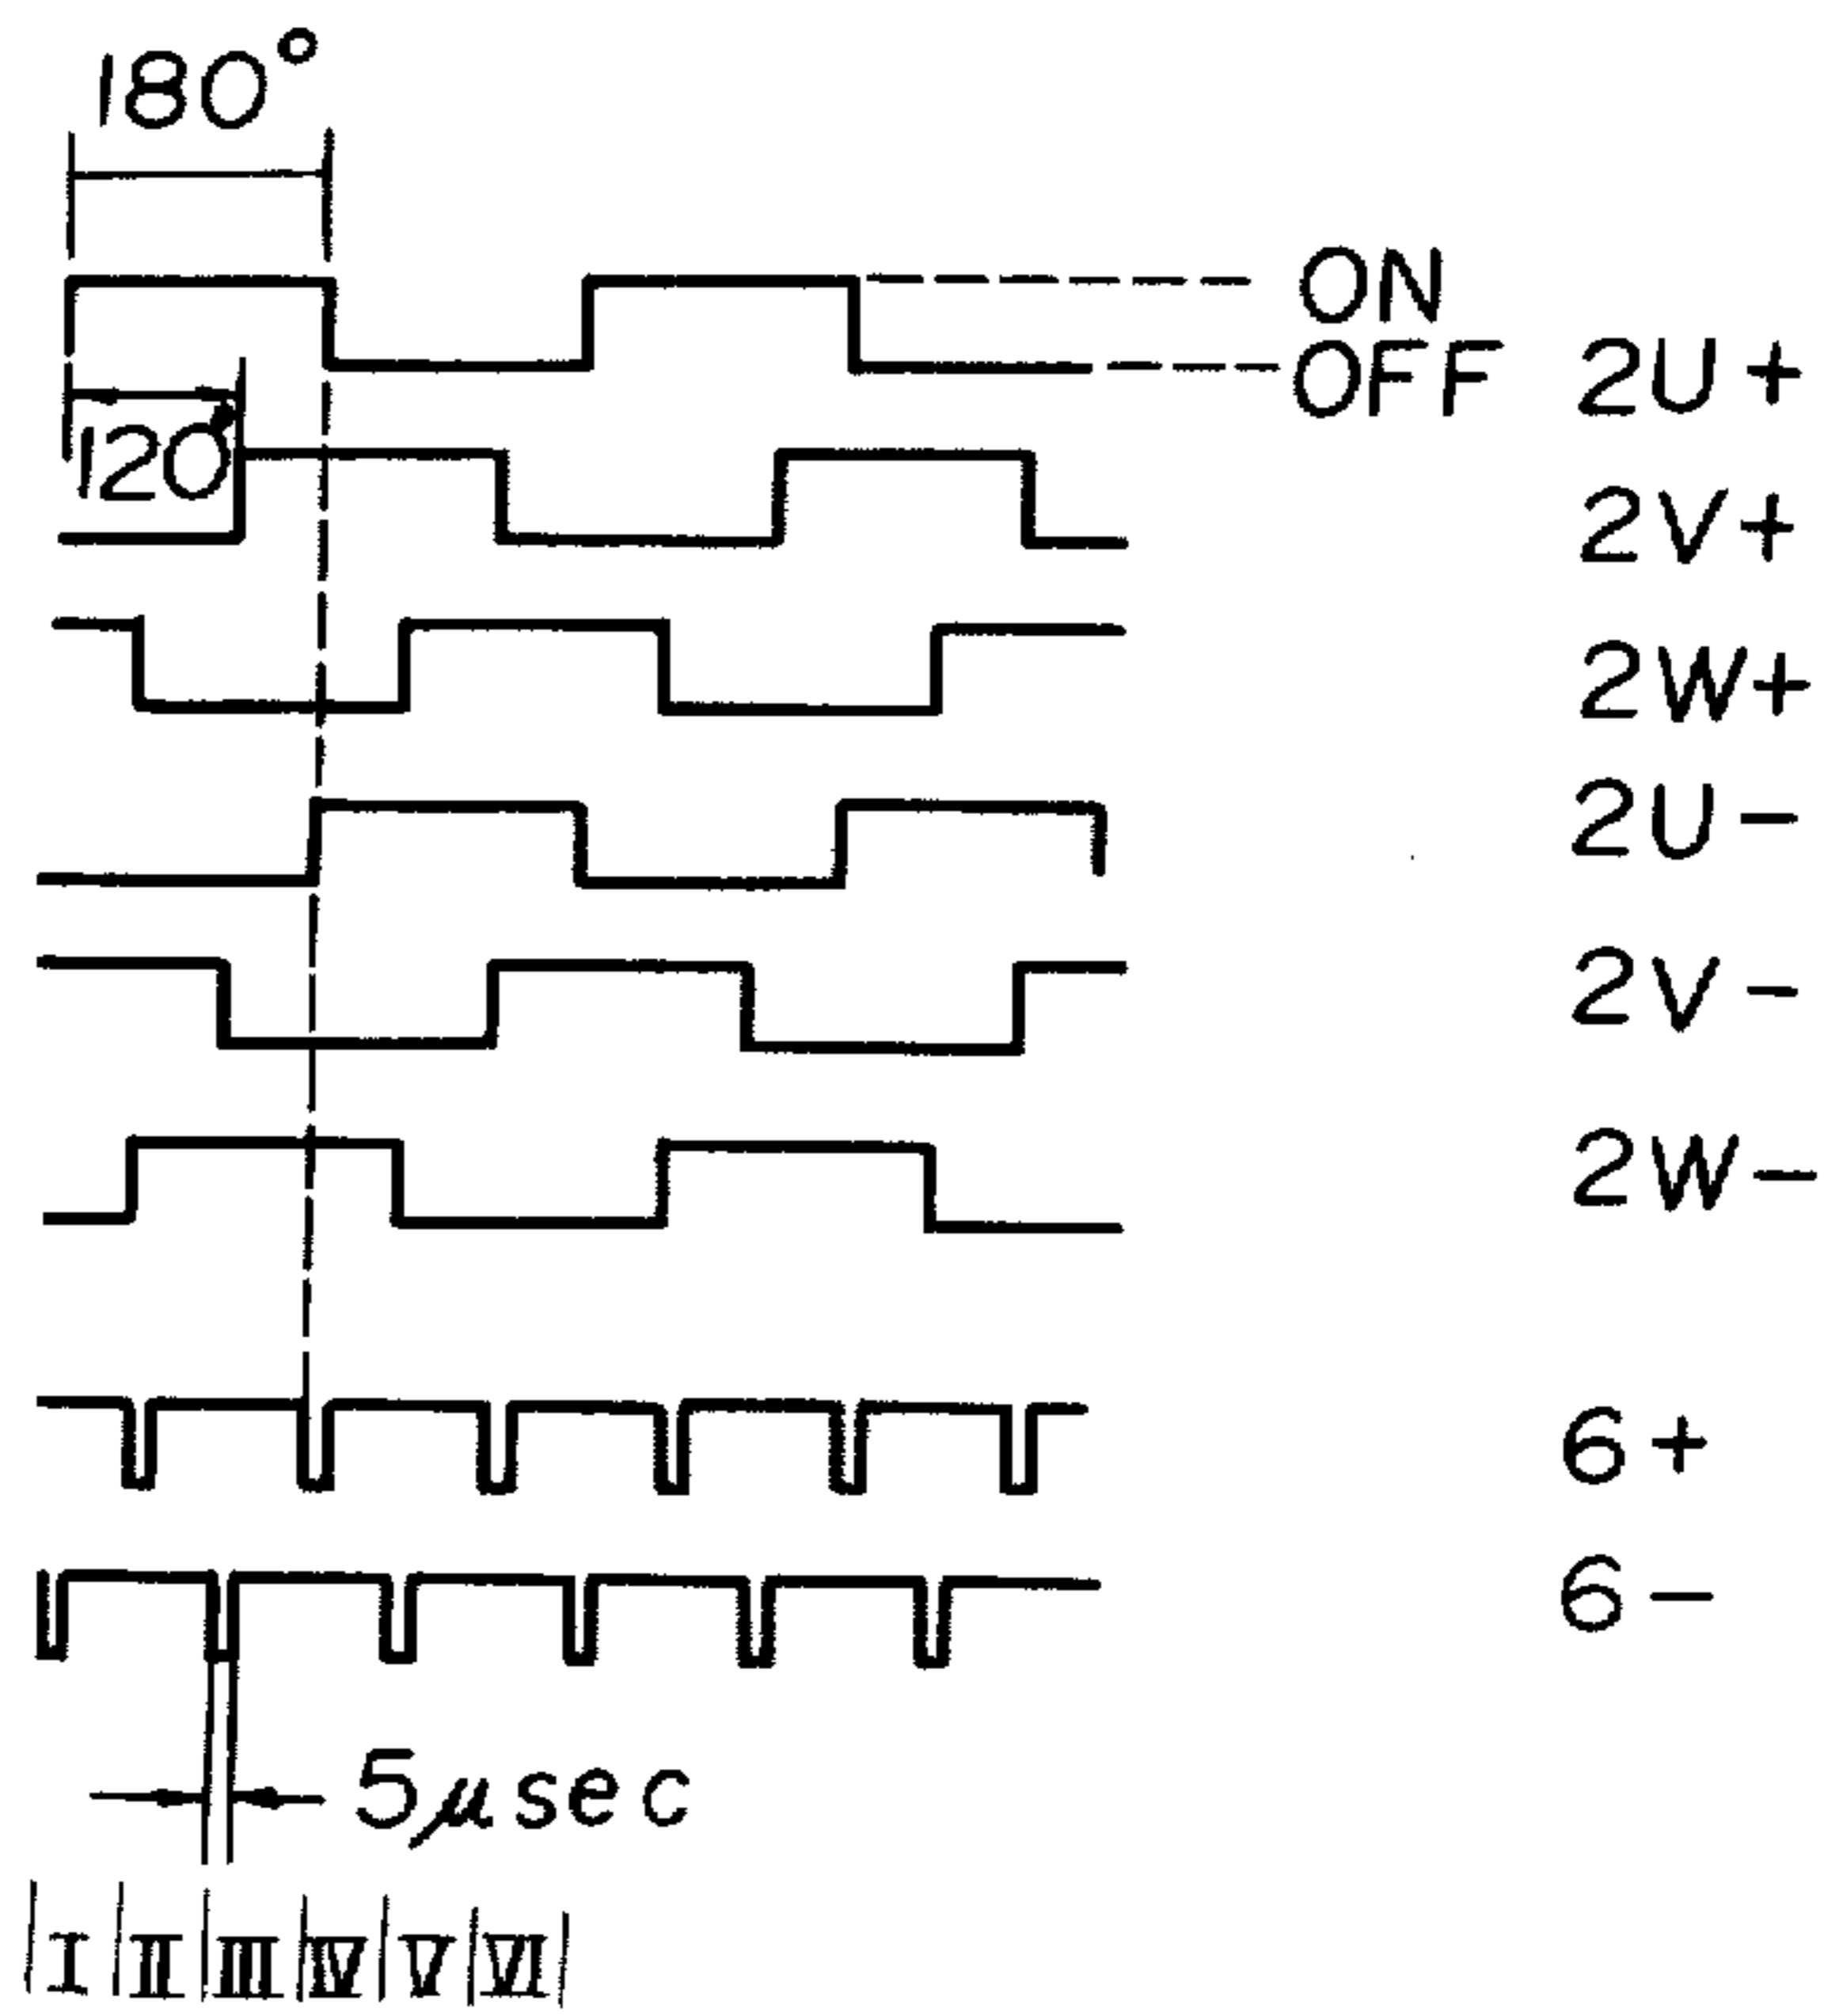 180°
ON
OFF 2U+
120°
2V+
2W+
2U-
2V-
2W-
6+
6-
5μsec
I II III IV V VI